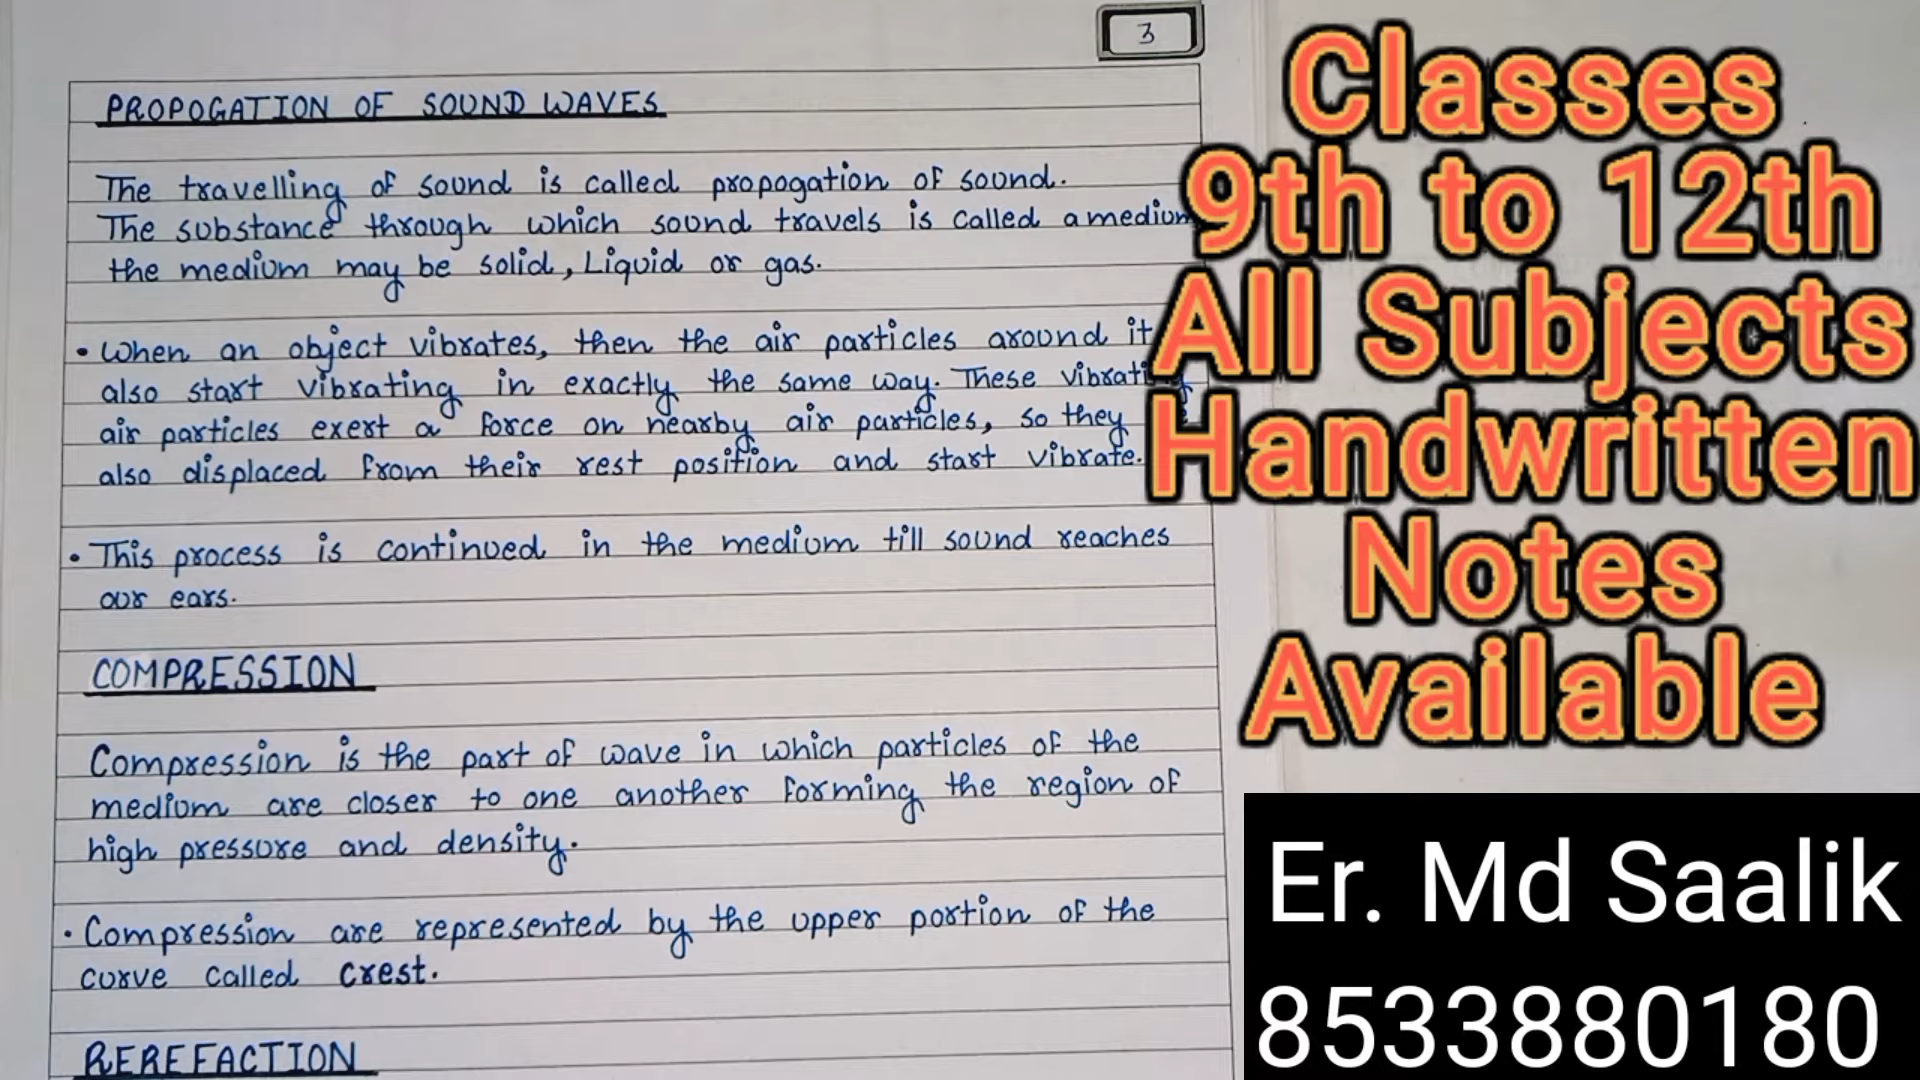 3
PROPOGATION OF SOUND WAVES
The travelling of sound is called propogation of sound.
The substance through which sound travels is called a medium
the medium may be solid, Liquid or gas.
• When an object vibrates, then the air particles around it
also start vibrating in exactly the same way. These vibrating
air particles exert a force on nearby air particles, so they
also displaced from their rest position and start vibrate.
• This process is continued in the medium till sound reaches
our ears.
COMPRESSION
Compression is the part of wave in which particles of the
medium are closer to one another forming the region of
high pressure and density.
• Compression are represented by the upper portion of the
curve called crest.
REREFACTION
Classes
9th to 12th
All Subjects
Handwritten
Notes
Available
Er. Md Saalik
8533880180